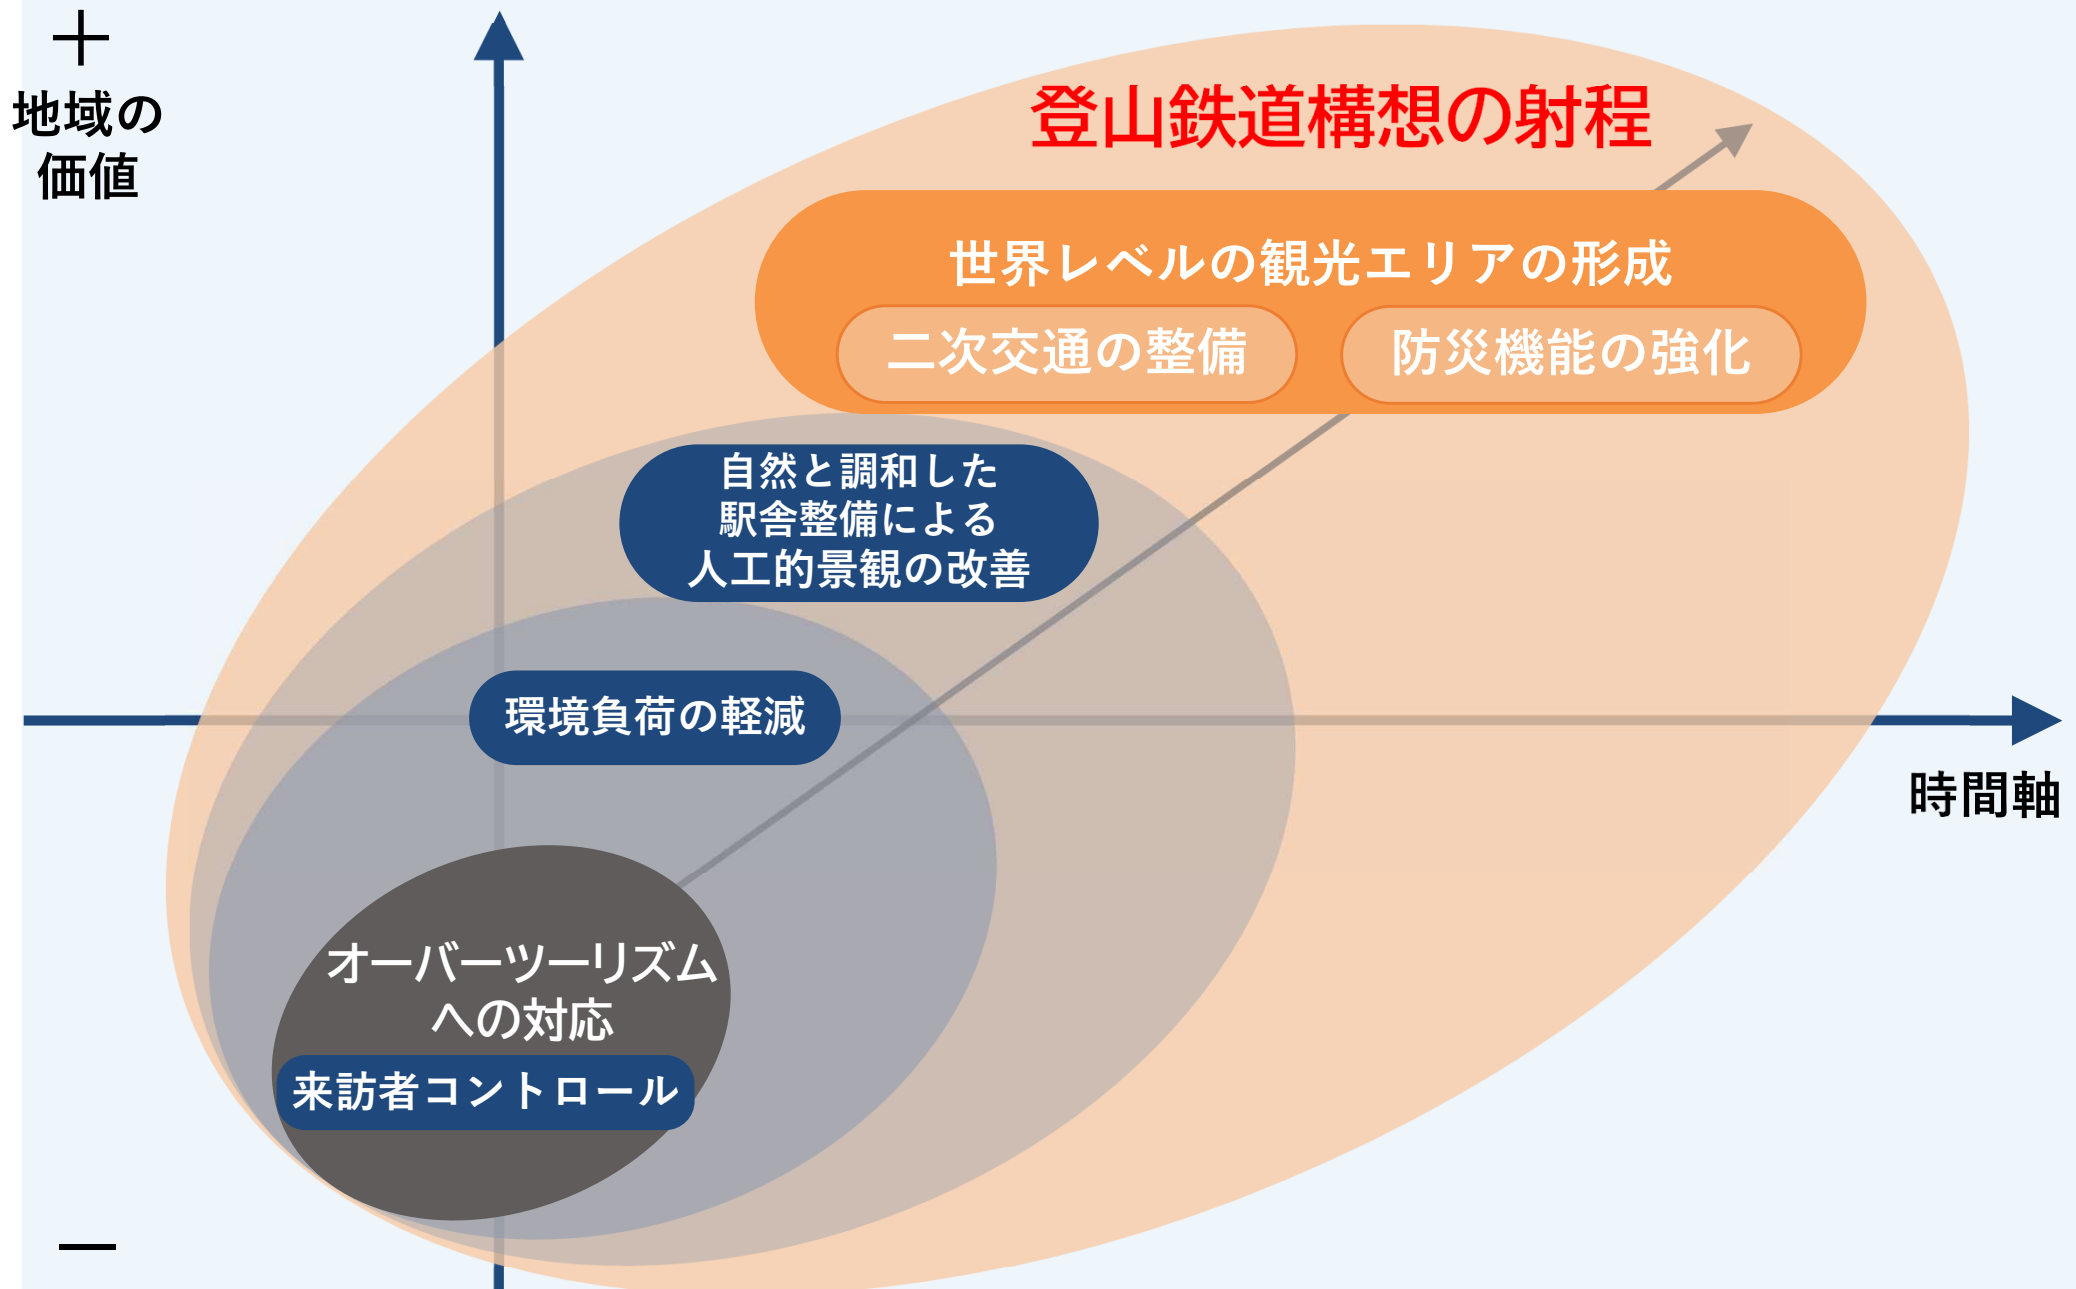 ＋
地域の
価値
登山鉄道構想の射程
世界レベルの観光エリアの形成
二次交通の整備
防災機能の強化
自然と調和した
駅舎整備による
人工的景観の改善
環境負荷の軽減
時間軸
オーバーツーリズム
への対応
来訪者コントロール
－